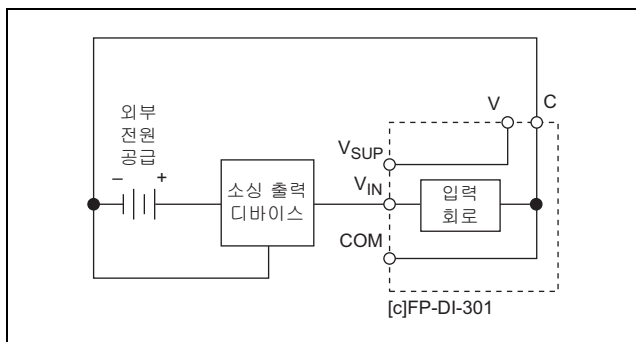 외부
전원
공급
– +
소싱 출력
디바이스
V C
VSUP
VIN
입력
회로
COM
[c]FP-DI-301